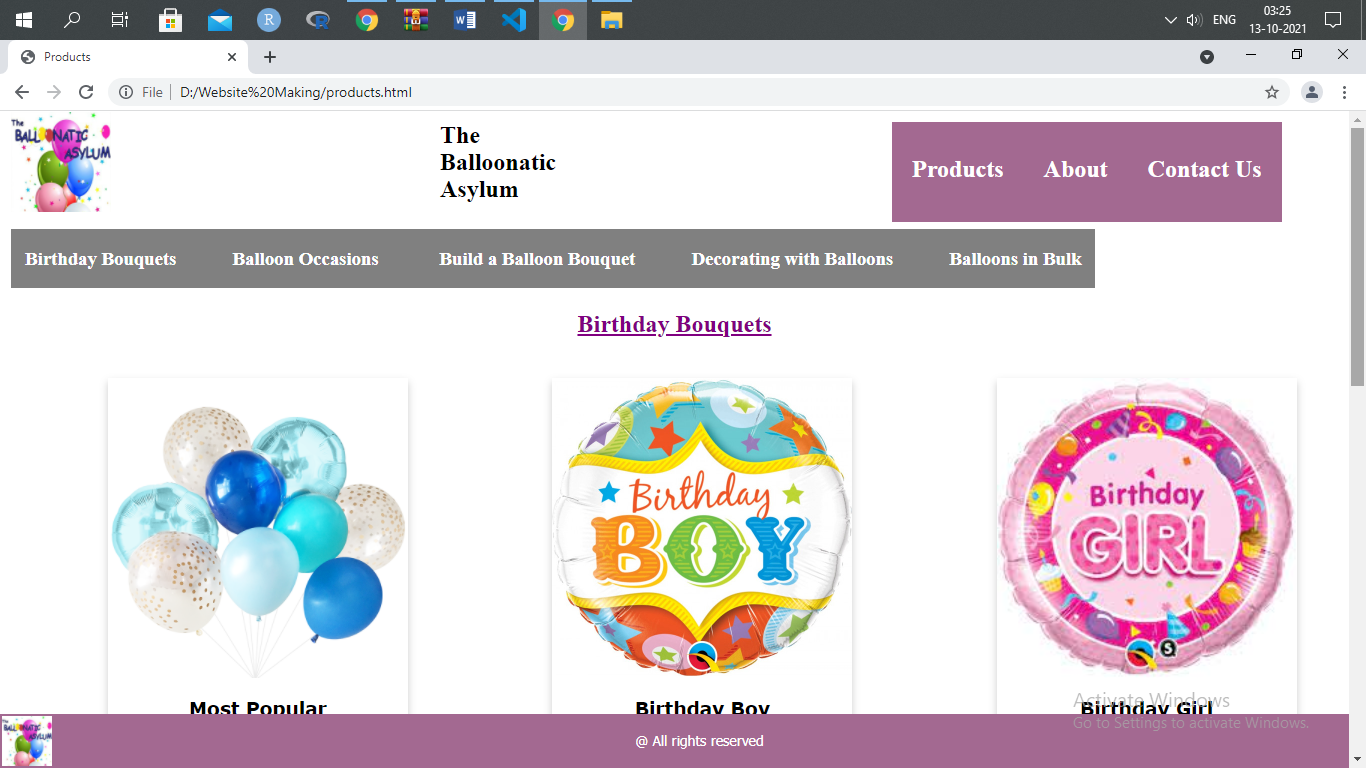 ENG
03:25
13-10-2021
Products
File
D:/Website%20Making/products.html
The
BALLOONATIC
ASYLUM
The
Balloonatic
Asylum
Products About Contact Us
Birthday Bouquets Balloon Occasions Build a Balloon Bouquet Decorating with Balloons Balloons in Bulk
Birthday Bouquets
Birthday
BOY
Birthday
GIRL
S
Most Popular
Birthday Boy
Birthday Girl
Activate Windows
Go to Settings to activate Windows.
The
BALLOONATIC
ASYLUM
@ All rights reserved